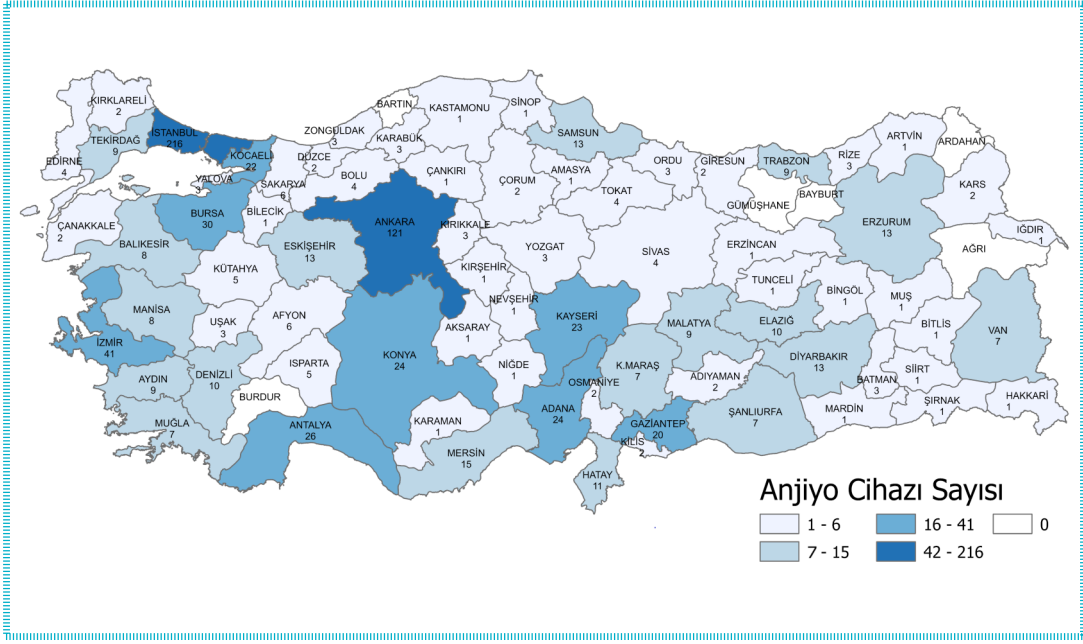 KIRKLARELİ
2
TEKİRDAĞ
9
EDİRNE
4
İSTANBUL
216
KOCAELİ
22
YALOVA
3
SAKARYA
6
DÜZCE
2
ZONGULDAK
3
BARTIN
KARABÜK
3
KASTAMONU
1
SİNOP
1
SAMSUN
13
BOLU
4
ÇANKIRI
1
ÇORUM
2
AMASYA
1
ORDU
3
GİRESUN
2
TRABZON
9
RİZE
3
ARTVİN
1
ARDAHAN
KARS
2
IĞDIR
1
AĞRI
ERZURUM
13
BAYBURT
GÜMÜŞHANE
TOKAT
4
ÇANAKKALE
2
BALIKESİR
8
BURSA
30
BİLECİK
1
ESKİŞEHİR
13
ANKARA
121
KIRIKKALE
3
YOZGAT
3
SİVAS
4
ERZİNCAN
1
TUNCELİ
1
BİNGÖL
1
MUŞ
1
BİTLİS
1
VAN
7
KÜTAHYA
5
KIRŞEHİR
1
NEVŞEHİR
1
KAYSERİ
23
MALATYA
9
ELAZIĞ
10
DİYARBAKIR
13
BATMAN
3
SİİRT
1
ŞIRNAK
1
HAKKARİ
1
MARDİN
1
MANİSA
8
UŞAK
3
AFYON
6
İZMİR
41
AYDIN
9
DENİZLİ
10
ISPARTA
5
BURDUR
MUĞLA
7
ANTALYA
26
KONYA
24
AKSARAY
1
NİĞDE
1
KARAMAN
1
MERSİN
15
ADANA
24
OSMANİYE
2
K.MARAŞ
7
ADIYAMAN
2
ŞANLIURFA
7
GAZİANTEP
20
KİLİS
2
HATAY
11
Anjiyo Cihazı Sayısı
1 - 6
16 - 41
0
7 - 15
42 - 216